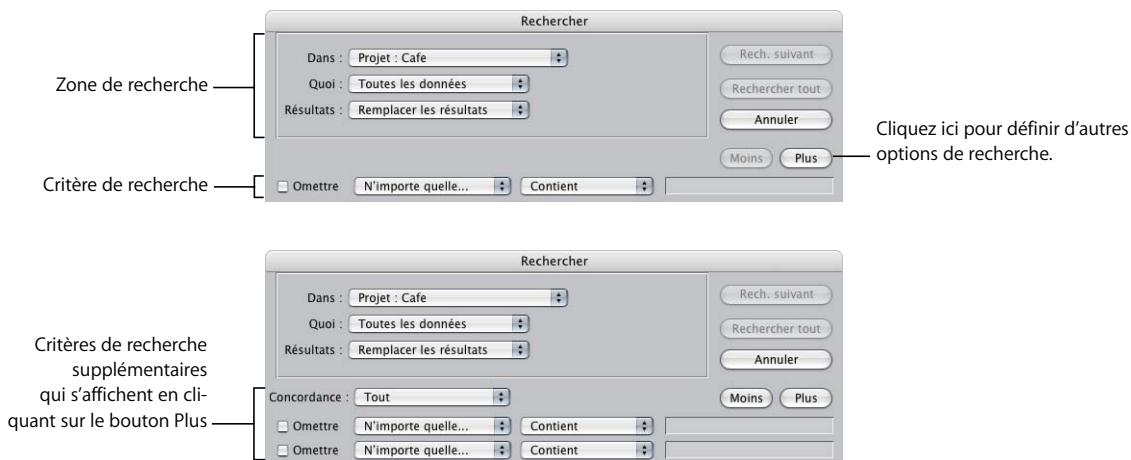 Rechercher
Zone de recherche
Dans : Projet : Cafe
Quoi : Toutes les données
Résultats : Remplacer les résultats
Rech. suivant
Rechercher tout
Annuler
Moins Plus
Cliquez ici pour définir d'autres
options de recherche.
Critère de recherche
Omettre N'importe quelle... Contient
Rechercher
Dans : Projet : Cafe
Quoi : Toutes les données
Résultats : Remplacer les résultats
Rech. suivant
Rechercher tout
Annuler
Critères de recherche
supplémentaires
qui s'affichent en cli-
quant sur le bouton Plus
Concordance : Tout
Moins Plus
Omettre N'importe quelle... Contient
Omettre N'importe quelle... Contient